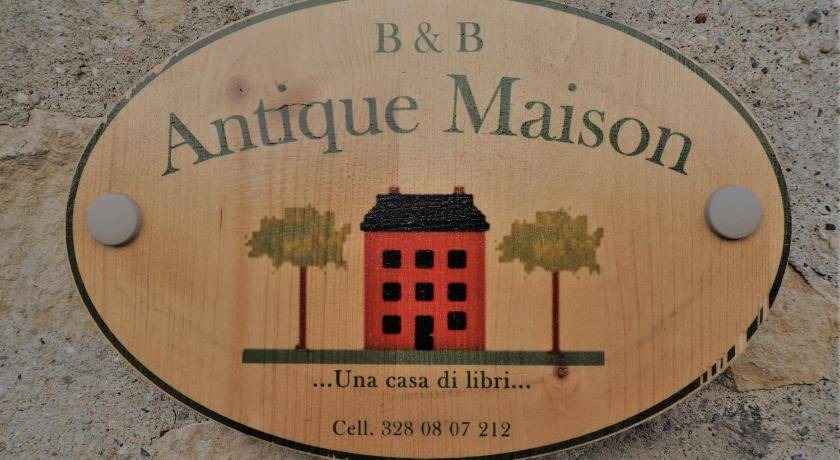 B & B
Antique Maison
...Una casa di libri...
Cell. 328 08 07 212